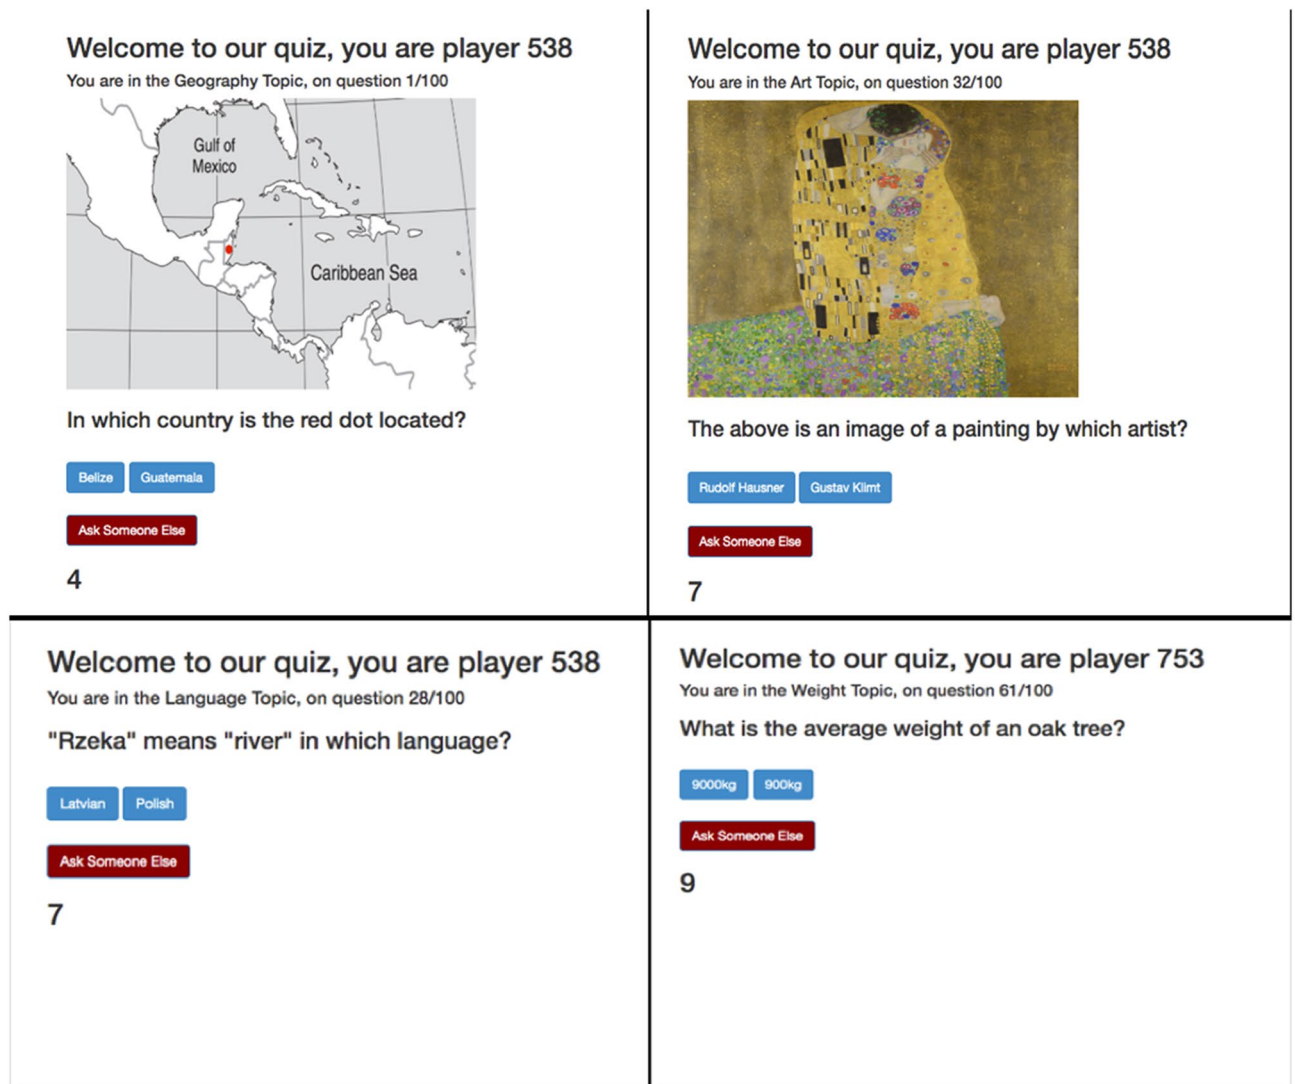 Welcome to our quiz, you are player 538
You are in the Geography Topic, on question 1/100
Gulf of
Mexico
Caribbean Sea
In which country is the red dot located?
Belize Guatemala
Ask Someone Else
4
Welcome to our quiz, you are player 538
You are in the Art Topic, on question 32/100
The above is an image of a painting by which artist?
Rudolf Hausner Gustav Klimt
Ask Someone Else
7
Welcome to our quiz, you are player 538
You are in the Language Topic, on question 28/100
"Rzeka" means "river" in which language?
Latvian Polish
Ask Someone Else
7
Welcome to our quiz, you are player 753
You are in the Weight Topic, on question 61/100
What is the average weight of an oak tree?
9000kg 900kg
Ask Someone Else
9